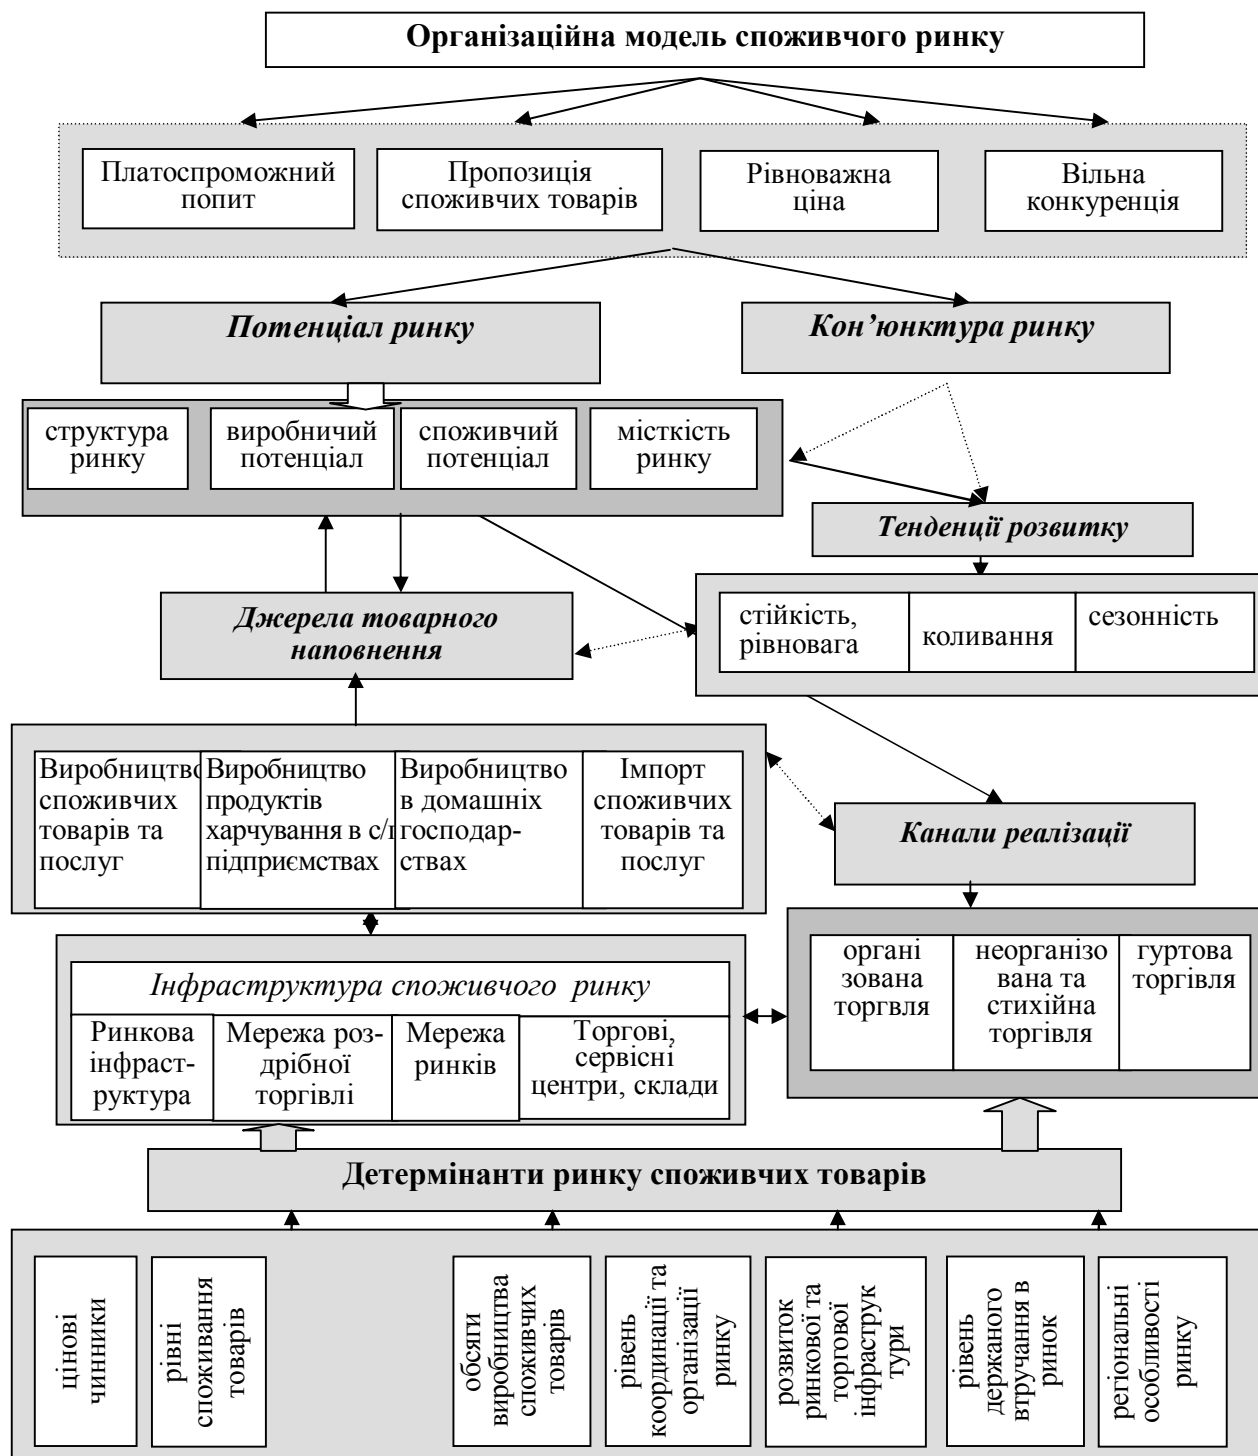 Організаційна модель споживчого ринку
Платоспроможний
попит
Пропозиція
споживчих товарів
Рівноважна
ціна
Вільна
конкуренція
Потенціал ринку
Кон’юнктура ринку
структура
ринку
виробничий
потенціал
споживчий
потенціал
місткість
ринку
Тенденції розвитку
стійкість,
рівновага
коливання
сезонність
Джерела товарного
наповнення
Виробництво
споживчих
товарів та
послуг
Виробництво
продуктів
харчування в с/г
підприємствах
Виробництво
в домашніх
господар-
ствах
Імпорт
споживчих
товарів та
послуг
Канали реалізації
органі
зована
торгвля
неорганізо
вана та
стихійна
торгівля
гуртова
торгівля
Інфраструктура споживчого ринку
Ринкова
інфраст-
руктура
Мережа роз-
дрібної
торгівлі
Мережа
ринків
Торгові,
сервісні
центри, склади
Детермінанти ринку споживчих товарів
цінові
чинники
рівні
споживання
товарів
обсяги
виробництва
споживчих
товарів
рівень
координації та
організації
ринку
розвиток
ринкової та
торгової
інфраструк
тури
рівень
держаного
втручання в
ринок
регіональні
особливості
ринку